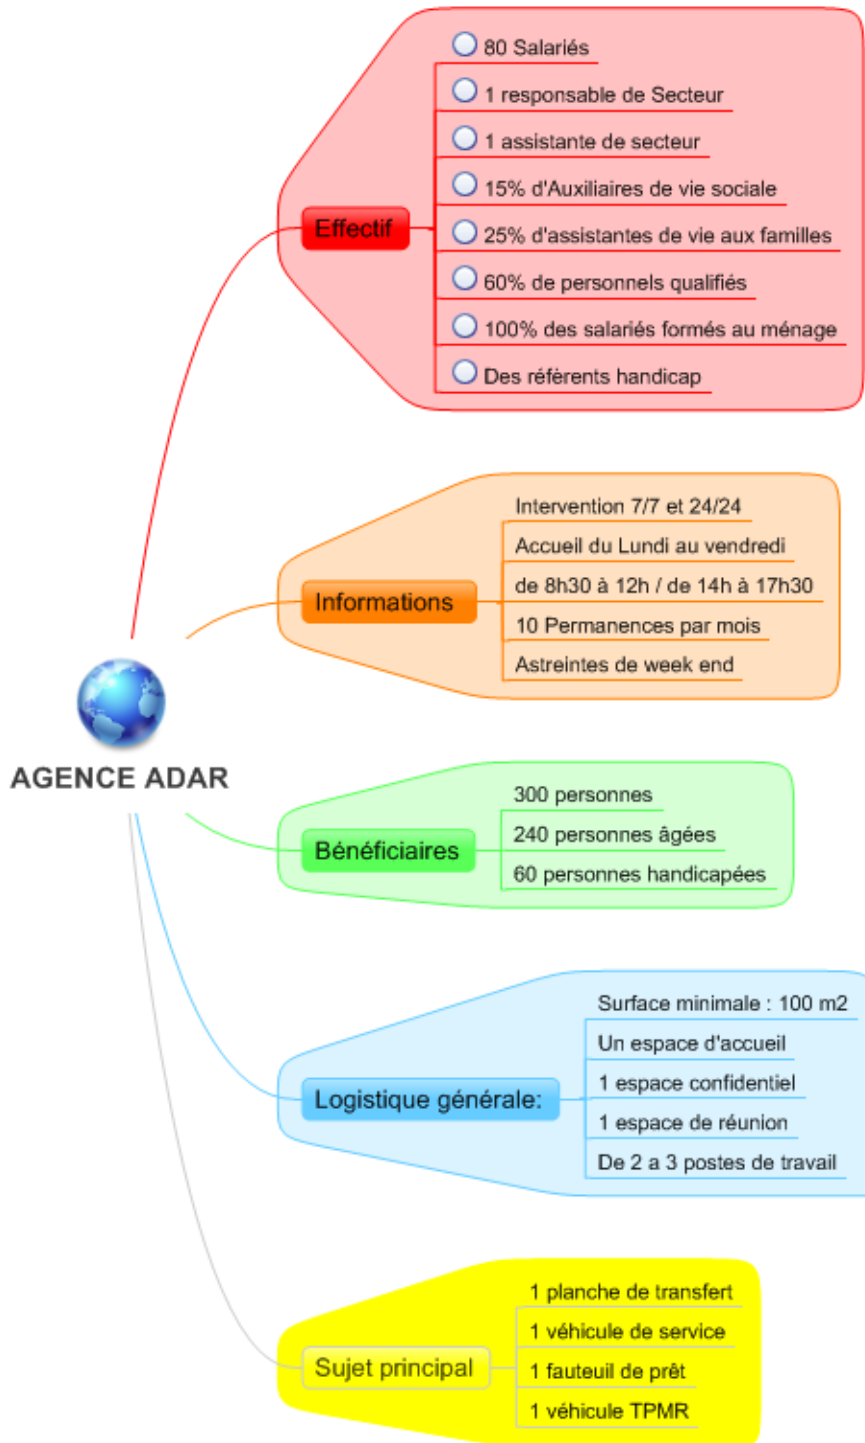 80 Salariés
1 responsable de Secteur
1 assistante de secteur
15% d'Auxiliaires de vie sociale
Effectif
25% d'assistantes de vie aux familles
60% de personnels qualifiés
100% des salariés formés au ménage
Des réfèrents handicap
Intervention 7/7 et 24/24
Accueil du Lundi au vendredi
Informations
de 8h30 à 12h / de 14h à 17h30
10 Permanences par mois
Astreintes de week end
AGENCE ADAR
300 personnes
Bénéficiaires
240 personnes âgées
60 personnes handicapées
Surface minimale : 100 m2
Un espace d'accueil
Logistique générale:
1 espace confidentiel
1 espace de réunion
De 2 a 3 postes de travail
1 planche de transfert
1 véhicule de service
Sujet principal
1 fauteuil de prêt
1 véhicule TPMR